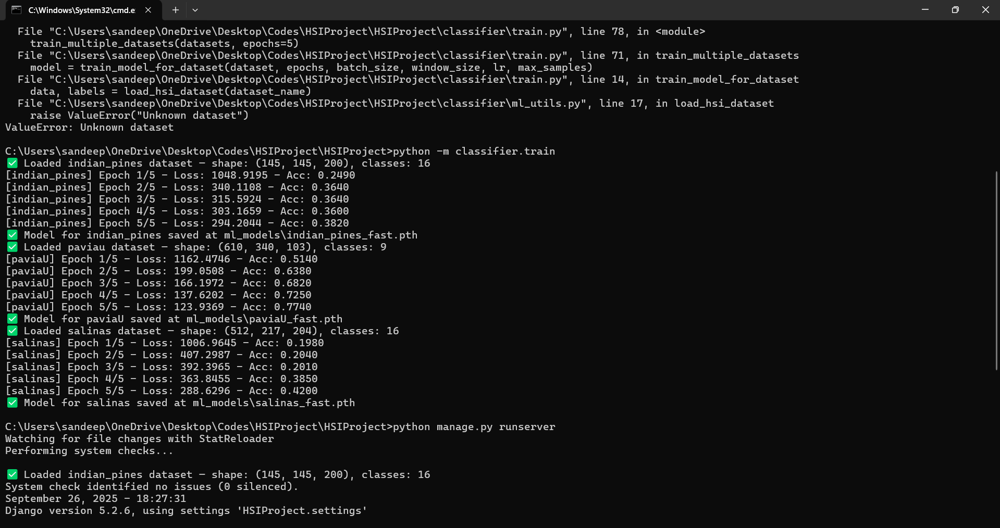 C:\Windows\System32\cmd.e
File "C:\Users\sandeep\OneDrive\Desktop\Codes\HSIProject\HSIProject\classifier\train.py", line 78, in <module>
train_multiple_datasets(datasets, epochs=5)
File "C:\Users\sandeep\OneDrive\Desktop\Codes\HSIProject\HSIProject\classifier\train.py", line 71, in train_multiple_datasets
model = train_model_for_dataset(dataset, epochs, batch_size, window_size, lr, max_samples)
File "C:\Users\sandeep\OneDrive\Desktop\Codes\HSIProject\HSIProject\classifier\train.py", line 14, in train_model_for_dataset
data, labels = load_hsi_dataset(dataset_name)
File "C:\Users\sandeep\OneDrive\Desktop\Codes\HSIProject\HSIProject\classifier\ml_utils.py", line 17, in load_hsi_dataset
raise ValueError("Unknown dataset")
ValueError: Unknown dataset
C:\Users\sandeep\OneDrive\Desktop\Codes\HSIProject\HSIProject>python -m classifier.train
✅ Loaded indian_pines dataset — shape: (145, 145, 200), classes: 16
[indian_pines] Epoch 1/5 - Loss: 1048.9195 - Acc: 0.2490
[indian_pines] Epoch 2/5 - Loss: 340.1108 - Acc: 0.3640
[indian_pines] Epoch 3/5 - Loss: 315.5924 - Acc: 0.3640
[indian_pines] Epoch 4/5 - Loss: 303.1659 - Acc: 0.3600
[indian_pines] Epoch 5/5 - Loss: 294.2044 - Acc: 0.3820
✅ Model for indian_pines saved at ml_models\indian_pines_fast.pth
✅ Loaded paviau dataset — shape: (610, 340, 103), classes: 9
[paviaU] Epoch 1/5 - Loss: 1162.4746 - Acc: 0.5140
[paviaU] Epoch 2/5 - Loss: 199.0508 - Acc: 0.6380
[paviaU] Epoch 3/5 - Loss: 166.1972 - Acc: 0.6820
[paviaU] Epoch 4/5 - Loss: 137.6202 - Acc: 0.7250
[paviaU] Epoch 5/5 - Loss: 123.9369 - Acc: 0.7740
✅ Model for paviaU saved at ml_models\paviaU_fast.pth
✅ Loaded salinas dataset — shape: (512, 217, 204), classes: 16
[salinas] Epoch 1/5 - Loss: 1006.9645 - Acc: 0.1980
[salinas] Epoch 2/5 - Loss: 407.2987 - Acc: 0.2040
[salinas] Epoch 3/5 - Loss: 392.3965 - Acc: 0.2010
[salinas] Epoch 4/5 - Loss: 363.8455 - Acc: 0.3850
[salinas] Epoch 5/5 - Loss: 288.6296 - Acc: 0.4200
✅ Model for salinas saved at ml_models\salinas_fast.pth
C:\Users\sandeep\OneDrive\Desktop\Codes\HSIProject\HSIProject>python manage.py runserver
Watching for file changes with StatReloader
Performing system checks...
✅ Loaded indian_pines dataset — shape: (145, 145, 200), classes: 16
System check identified no issues (0 silenced).
September 26, 2025 - 18:27:31
Django version 5.2.6, using settings 'HSIProject.settings'